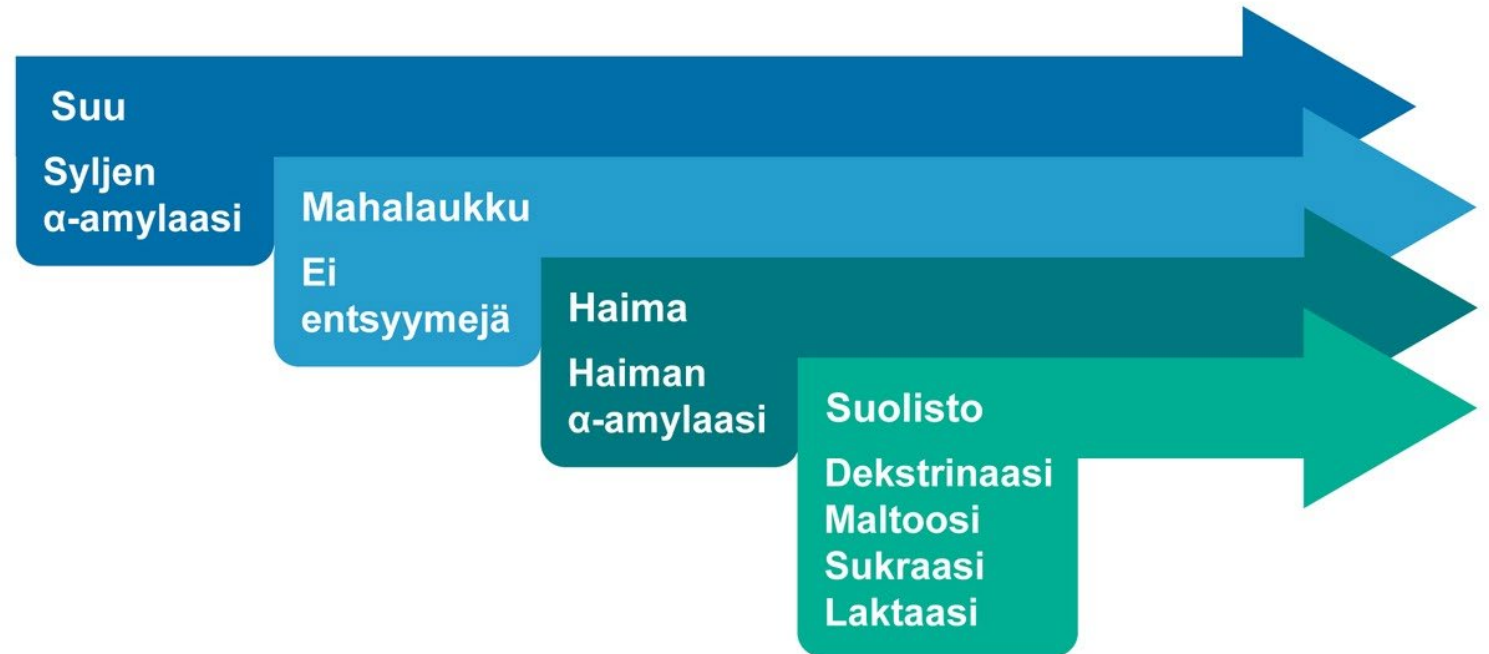 Suu
Syljen
α-amylaasi
Mahalaukku
Ei
entsyymejä
Haima
Haiman
α-amylaasi
Suolisto
Dekstrinaasi
Maltoosi
Sukraasi
Laktaasi